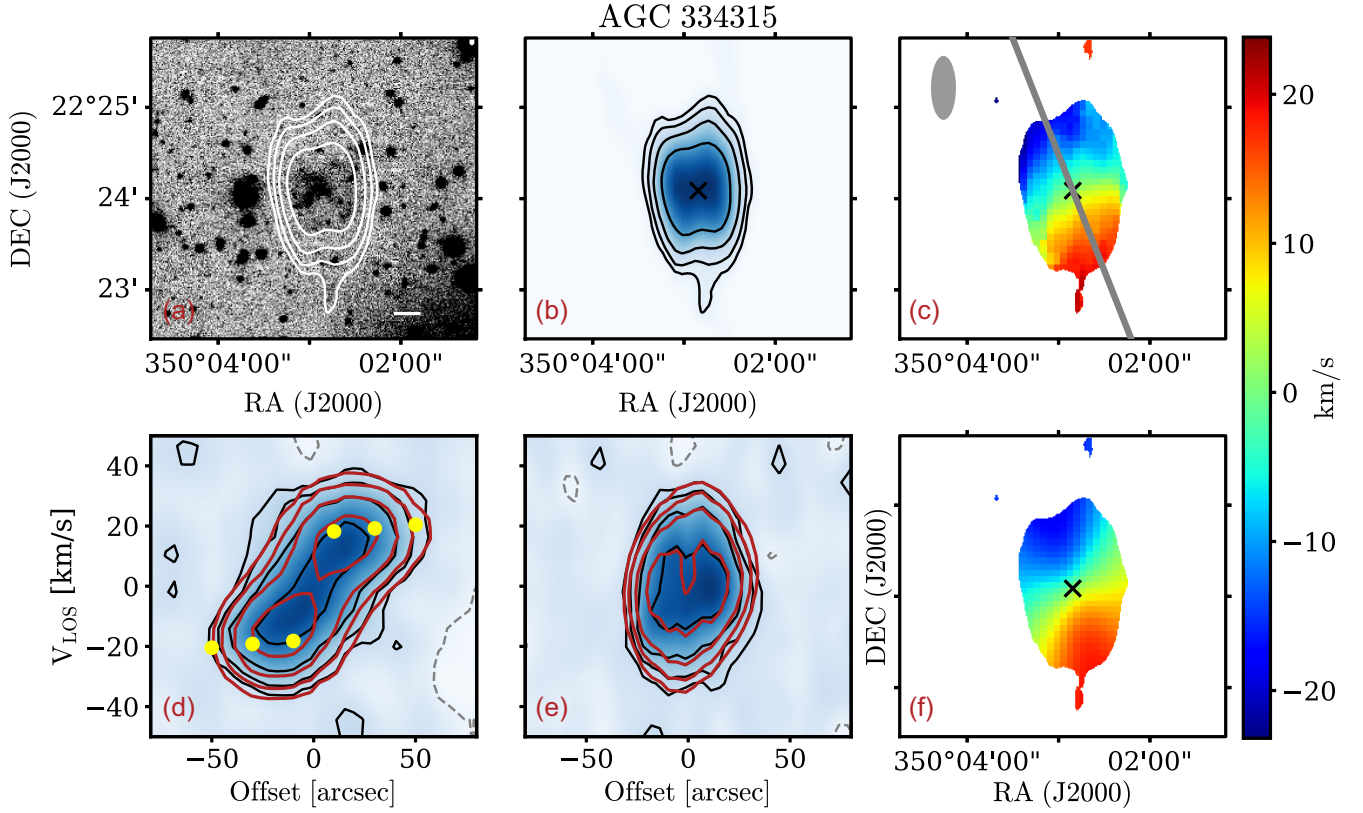 AGC 334315
DEC (J2000)
22°25'
24'
23'
(a)
350°04'00" 02'00"
RA (J2000)
(b)
350°04'00" 02'00"
RA (J2000)
(c)
350°04'00" 02'00"
20
10
0
−10
−20
km/s
V_LOS [km/s]
40
20
0
−20
−40
(d)
−50 0 50
Offset [arcsec]
(e)
−50 0 50
Offset [arcsec]
DEC (J2000)
(f)
350°04'00" 02'00"
RA (J2000)